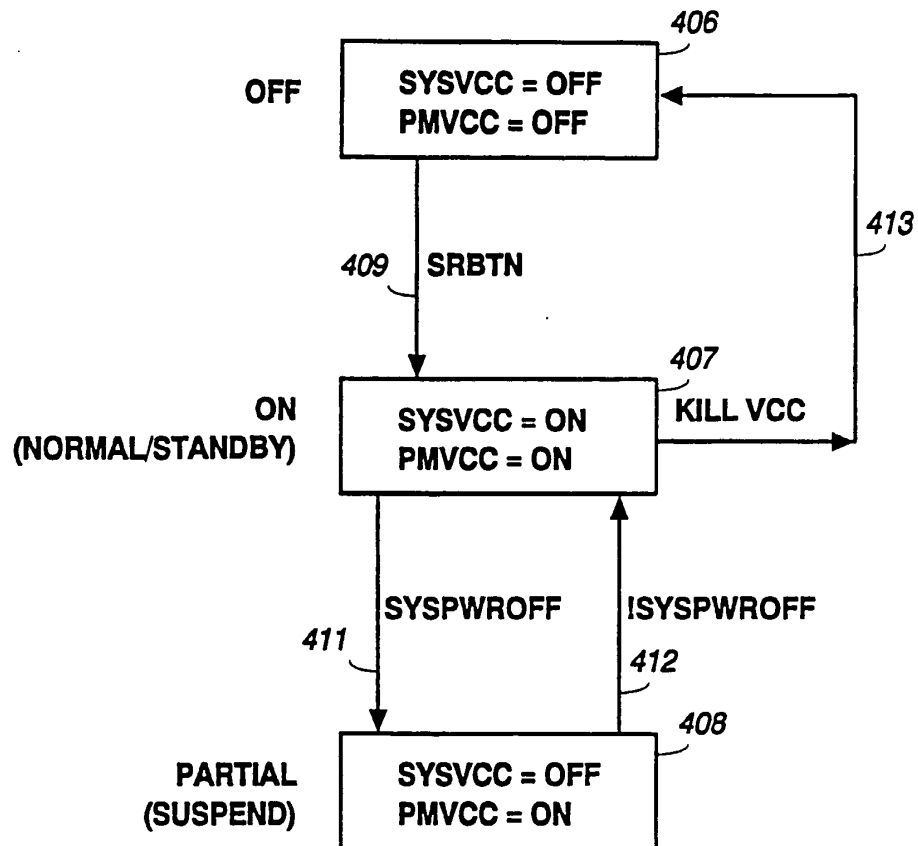 406
OFF
SYSVCC = OFF
PMVCC = OFF
413
409
SRBTN
407
ON
(NORMAL/STANDBY)
SYSVCC = ON
PMVCC = ON
KILL VCC
SYSPWROFF
!SYSPWROFF
411
412
408
PARTIAL
(SUSPEND)
SYSVCC = OFF
PMVCC = ON